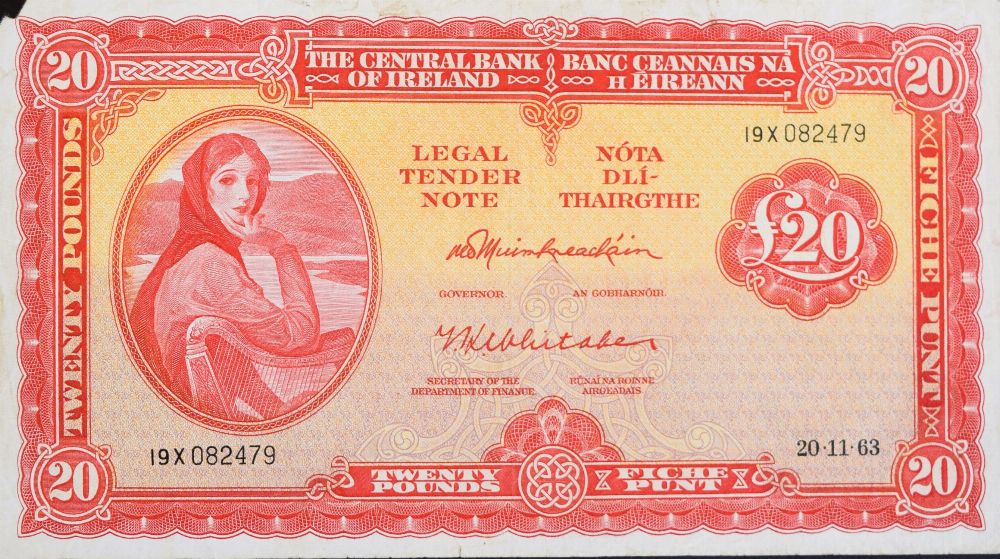 20
THE CENTRAL BANK
OF IRELAND
BANC CEANNAIS NA
H ÉIREANN
20
19X 082479
LEGAL
TENDER
NOTE
NÓTA
DLÍ-
THAIRGTHE
£20
TWENTY POUNDS
FICHE PUNT
M Ó Muimhneacháin
GOVERNOR.
AN GOBHARNÓIR.
T K Whitaker
SECRETARY OF THE
DEPARTMENT OF FINANCE.
RÚNAÍ NA ROINNE
AIRGEADAIS
19X 082479
20·11·63
20
TWENTY
POUNDS
FICHE
PUNT
20